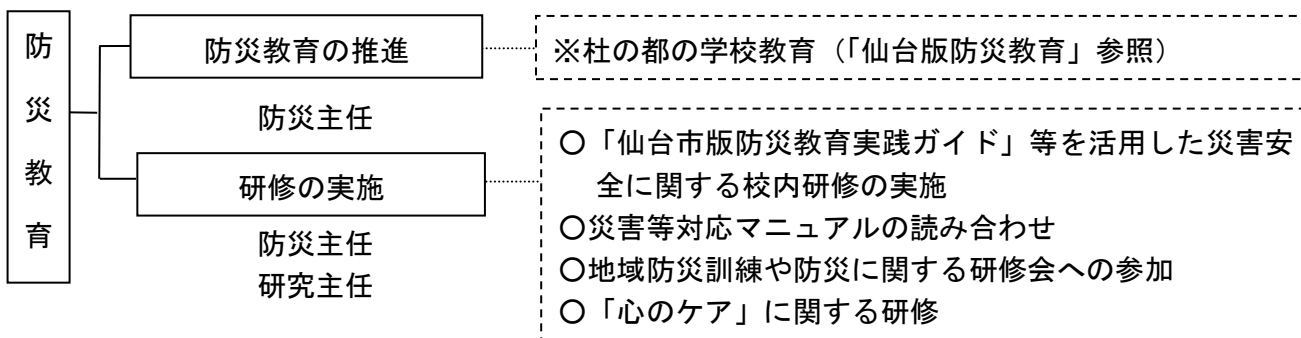 防災教育
防災教育の推進
※杜の都の学校教育（「仙台版防災教育」参照）
防災主任
研修の実施
〇「仙台市版防災教育実践ガイド」等を活用した災害安
全に関する校内研修の実施
〇災害等対応マニュアルの読み合わせ
〇地域防災訓練や防災に関する研修会への参加
〇「心のケア」に関する研修
防災主任
研究主任